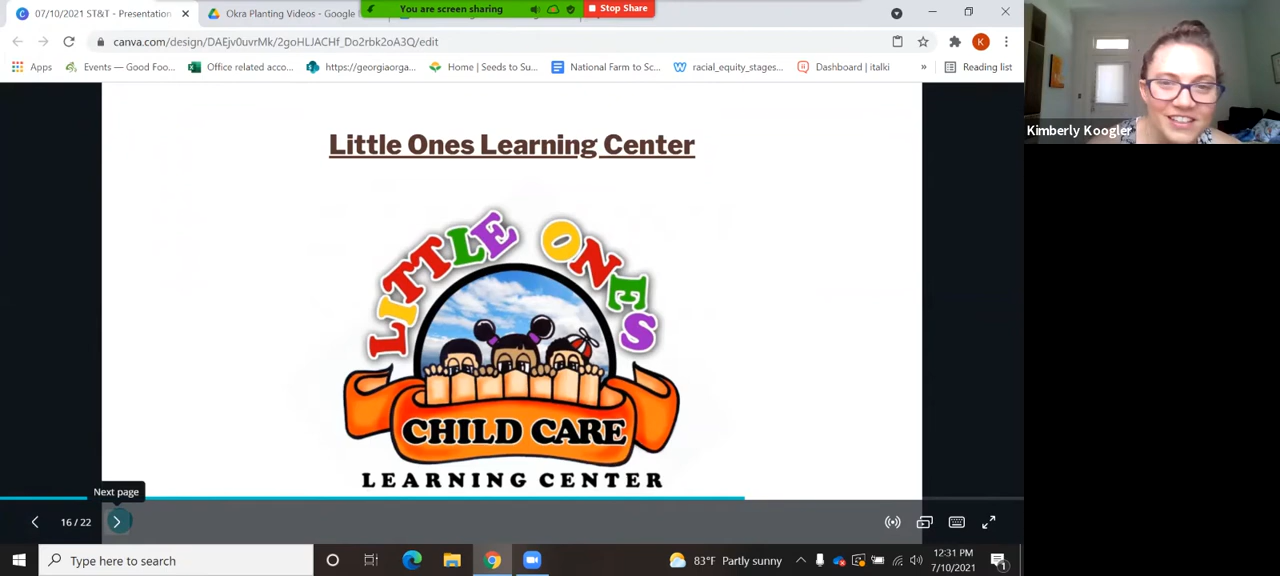 07/10/2021 ST&T - Presentation
Okra Planting Videos - Google
You are screen sharing
Stop Share
canva.com/design/DAEjv0uvrMk/2goHLJACHf_Do2rbk2oA3Q/edit
Apps
Events — Good Foo...
Office related acco...
https://georgiaorga...
Home | Seeds to Su...
National Farm to Sc...
racial_equity_stages...
Dashboard | italki
»
Reading list
K
Kimberly Koogler
Little Ones Learning Center
LITTLE ONES
CHILD CARE
LEARNING CENTER
Next page
16 / 22
Type here to search
83°F Partly sunny
12:31 PM
7/10/2021
1